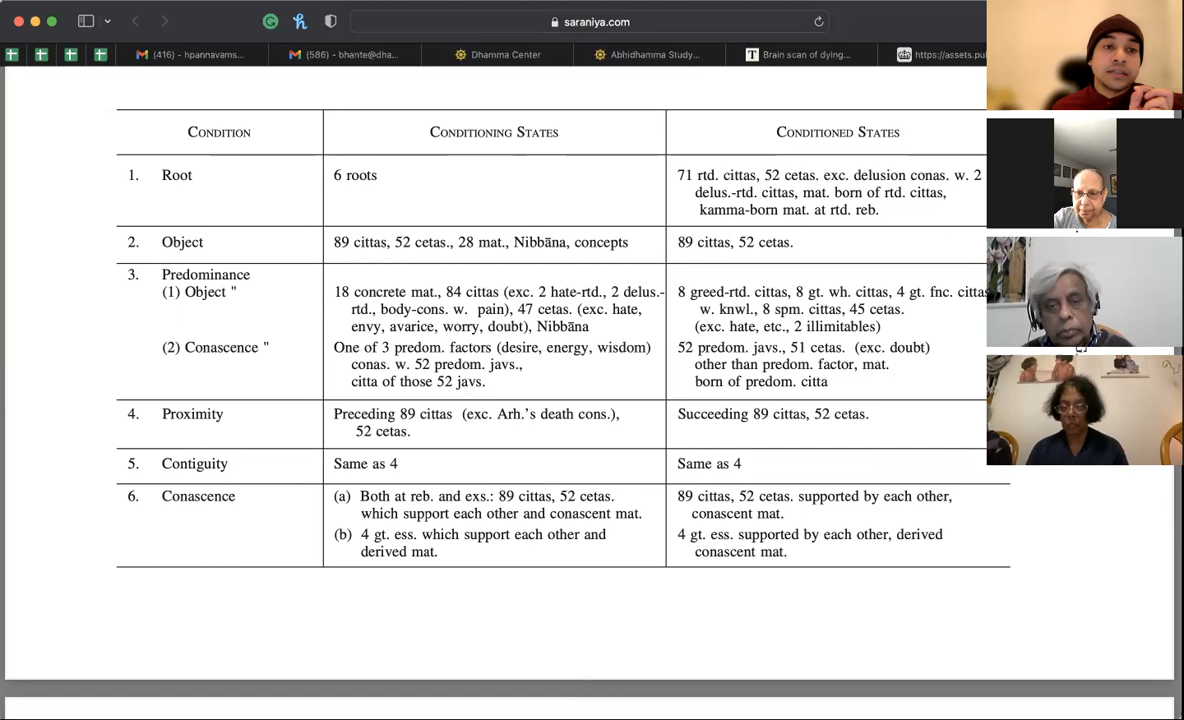 saraniya.com
(416) - hpannavams...
(586) - bhante@dha...
Dhamma Center
Abhidhamma Study...
T Brain scan of dying...
https://assets.pu
CONDITION CONDITIONING STATES CONDITIONED STATES
1. Root 6 roots 71 rtd. cittas, 52 cetas. exc. delusion conas. w. 2
delus.-rtd. cittas, mat. born of rtd. cittas,
kamma-born mat. at rtd. reb.
2. Object 89 cittas, 52 cetas., 28 mat., Nibbāna, concepts 89 cittas, 52 cetas.
3. Predominance
(1) Object " 18 concrete mat., 84 cittas (exc. 2 hate-rtd., 2 delus.- 8 greed-rtd. cittas, 8 gt. wh. cittas, 4 gt. fnc. cittas
rtd., body-cons. w. pain), 47 cetas. (exc. hate, w. knwl., 8 spm. cittas, 45 cetas.
envy, avarice, worry, doubt), Nibbāna (exc. hate, etc., 2 illimitables)
(2) Conascence " One of 3 predom. factors (desire, energy, wisdom) 52 predom. javs., 51 cetas. (exc. doubt)
conas. w. 52 predom. javs., other than predom. factor, mat.
citta of those 52 javs. born of predom. citta
4. Proximity Preceding 89 cittas (exc. Arh.'s death cons.), Succeeding 89 cittas, 52 cetas.
52 cetas.
5. Contiguity Same as 4 Same as 4
6. Conascence (a) Both at reb. and exs.: 89 cittas, 52 cetas. 89 cittas, 52 cetas. supported by each other,
which support each other and conascent mat. conascent mat.
(b) 4 gt. ess. which support each other and 4 gt. ess. supported by each other, derived
derived mat. conascent mat.